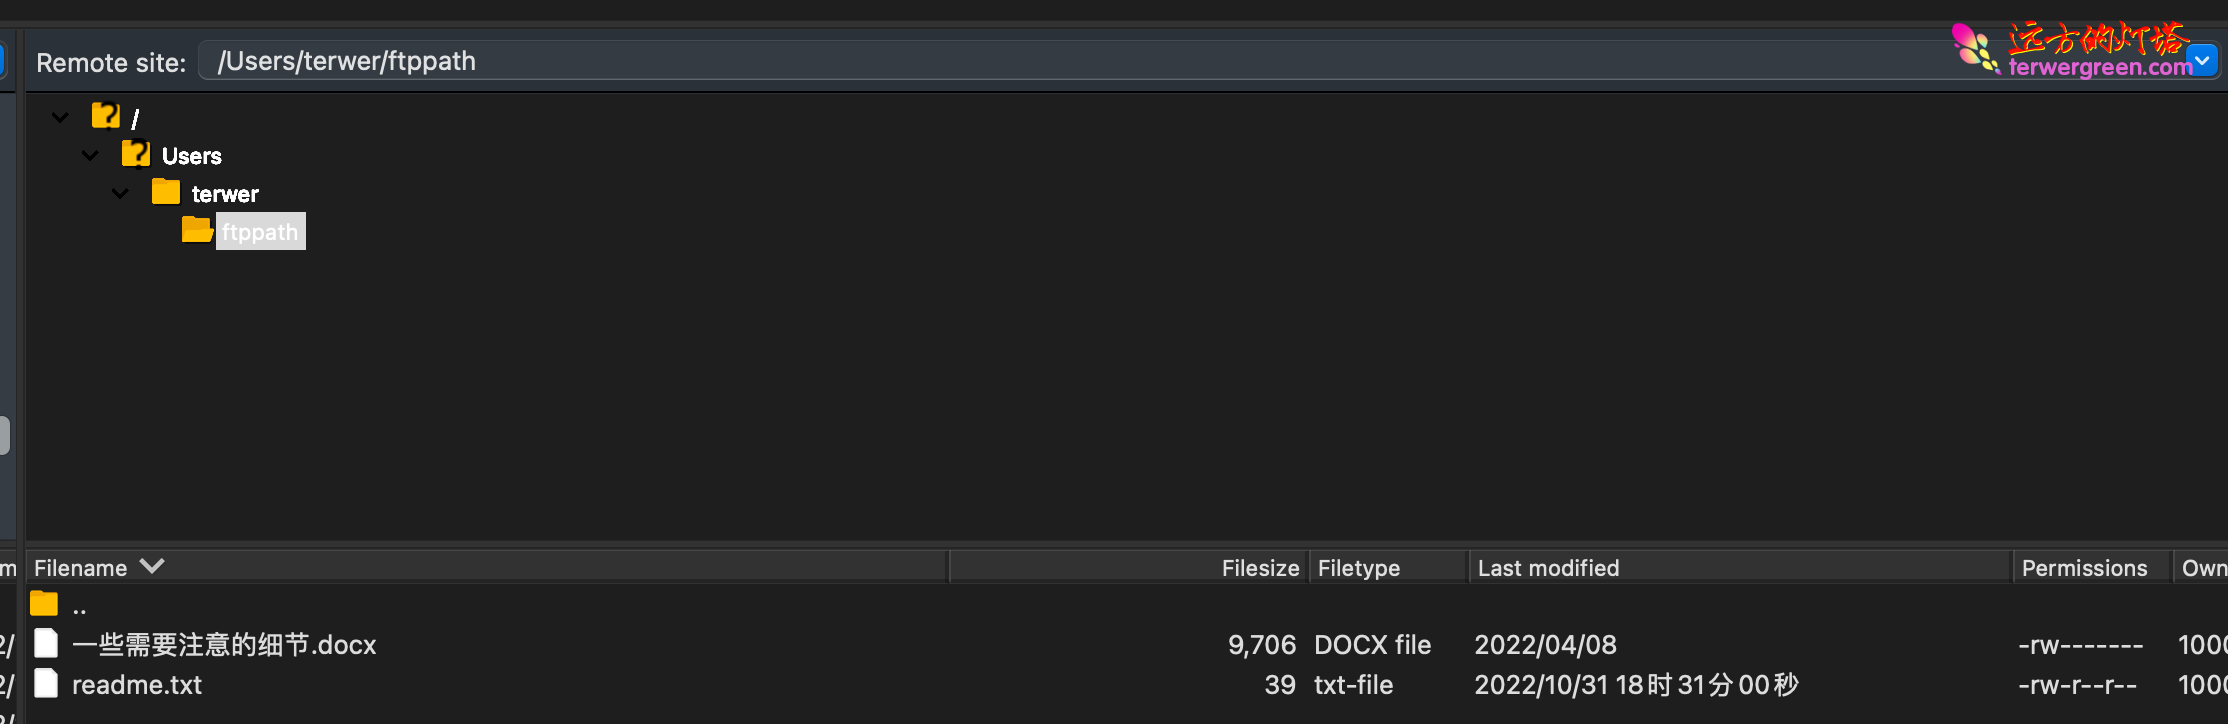 Remote site: /Users/terwer/ftppath
远方的灯塔
terwergreen.com
/
Users
terwer
ftppath
m Filename Filesize Filetype Last modified Permissions Own
..
2/ 一些需要注意的细节.docx 9,706 DOCX file 2022/04/08 -rw------- 1000
2/ readme.txt 39 txt-file 2022/10/31 18时31分00秒 -rw-r--r-- 1000